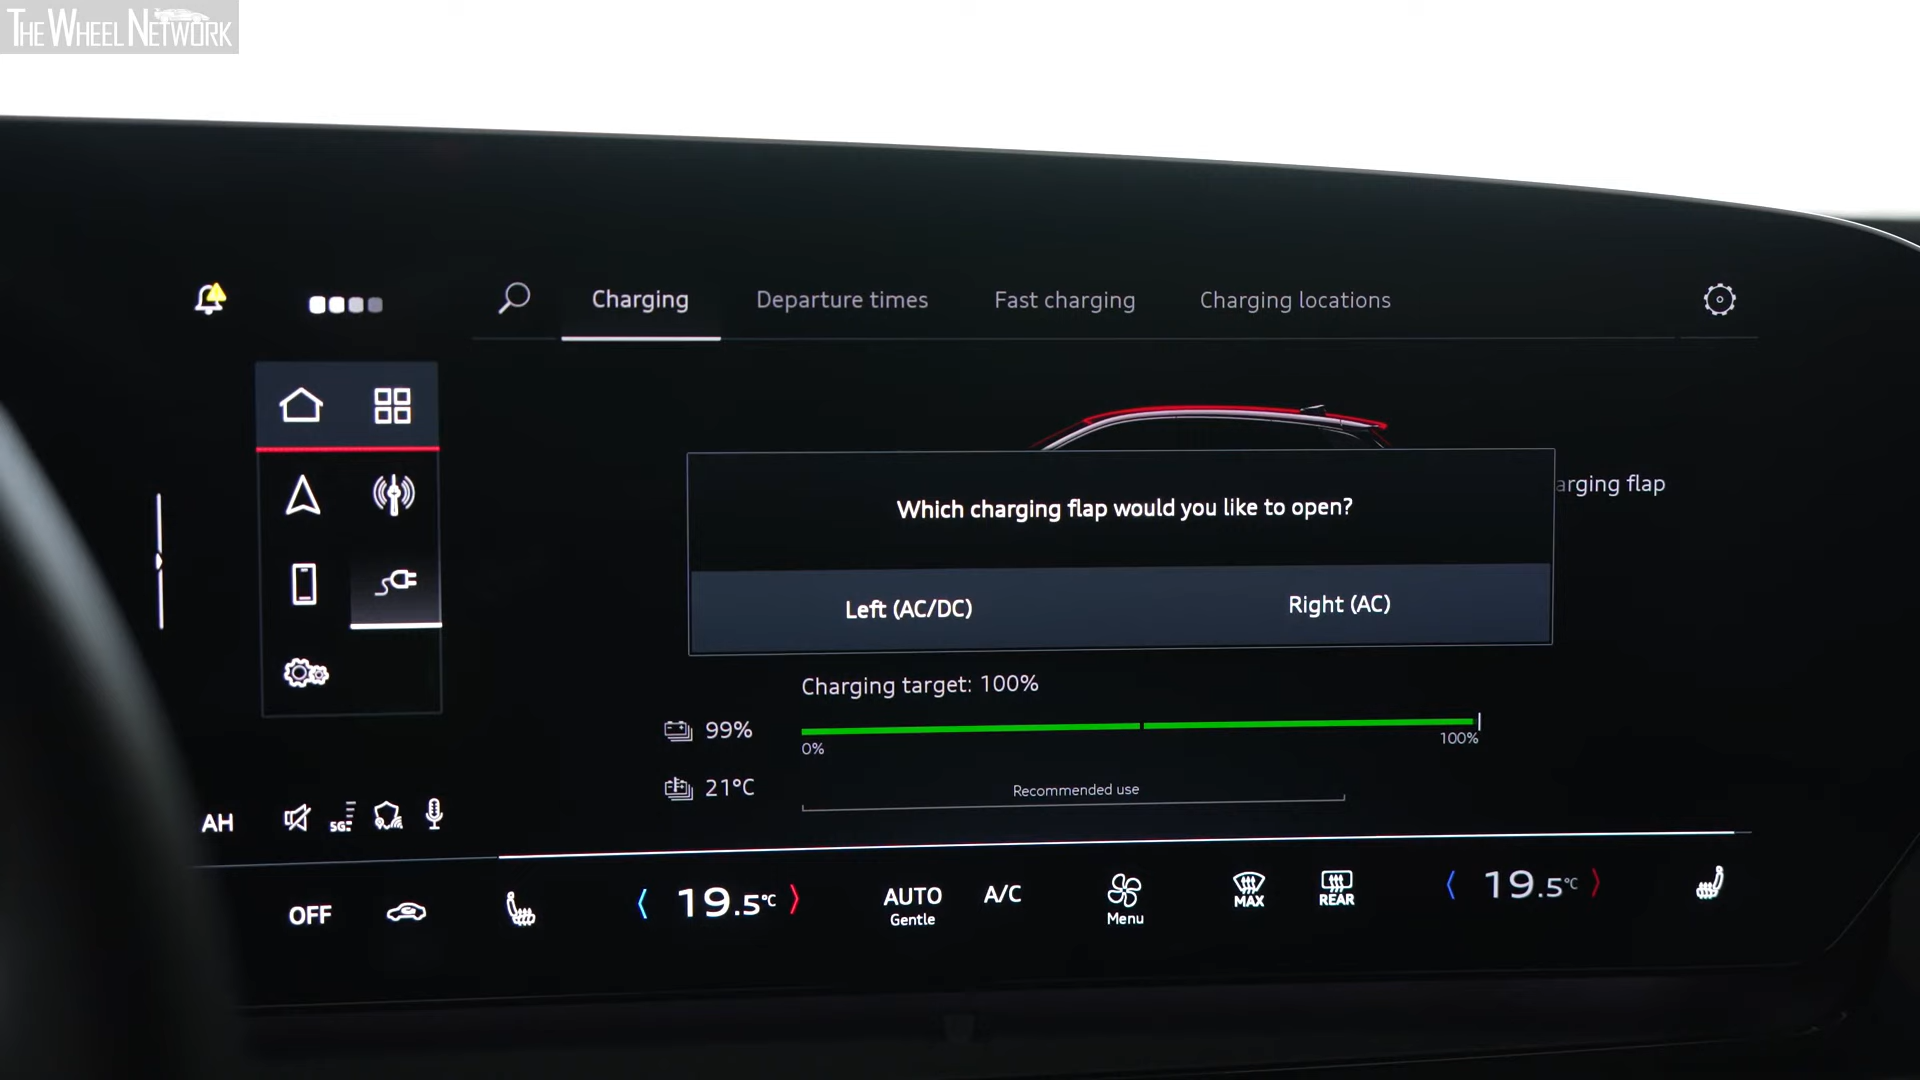 THE WHEEL NETWORK
Charging
Departure times
Fast charging
Charging locations
arging flap
Which charging flap would you like to open?
Left (AC/DC)
Right (AC)
Charging target: 100%
99%
0%
100%
21°C
Recommended use
AH
5G
OFF
19.5°C
AUTO
Gentle
A/C
Menu
MAX
REAR
19.5°C